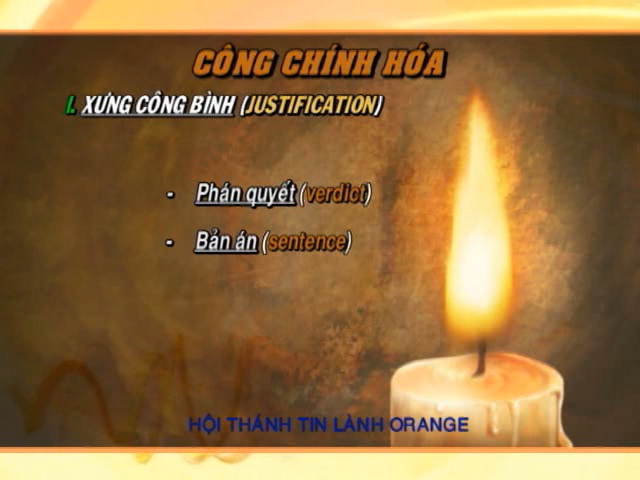 CÔNG CHÍNH HÓA
I. XƯNG CÔNG BÌNH (JUSTIFICATION)
- Phán quyết (verdict)
- Bản án (sentence)
HỘI THÁNH TIN LÀNH ORANGE